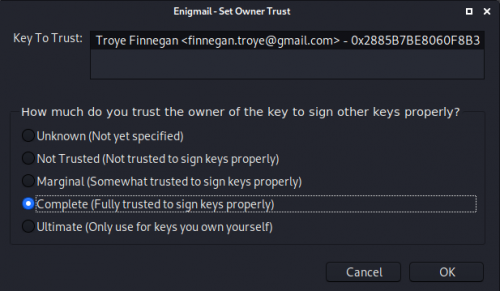 Enigmail - Set Owner Trust
Key To Trust: Troye Finnegan <finnegan.troye@gmail.com> - 0x2885B7BE8060F8B3
How much do you trust the owner of the key to sign other keys properly?
Unknown (Not yet specified)
Not Trusted (Not trusted to sign keys properly)
Marginal (Somewhat trusted to sign keys properly)
Complete (Fully trusted to sign keys properly)
Ultimate (Only use for keys you own yourself)
Cancel OK